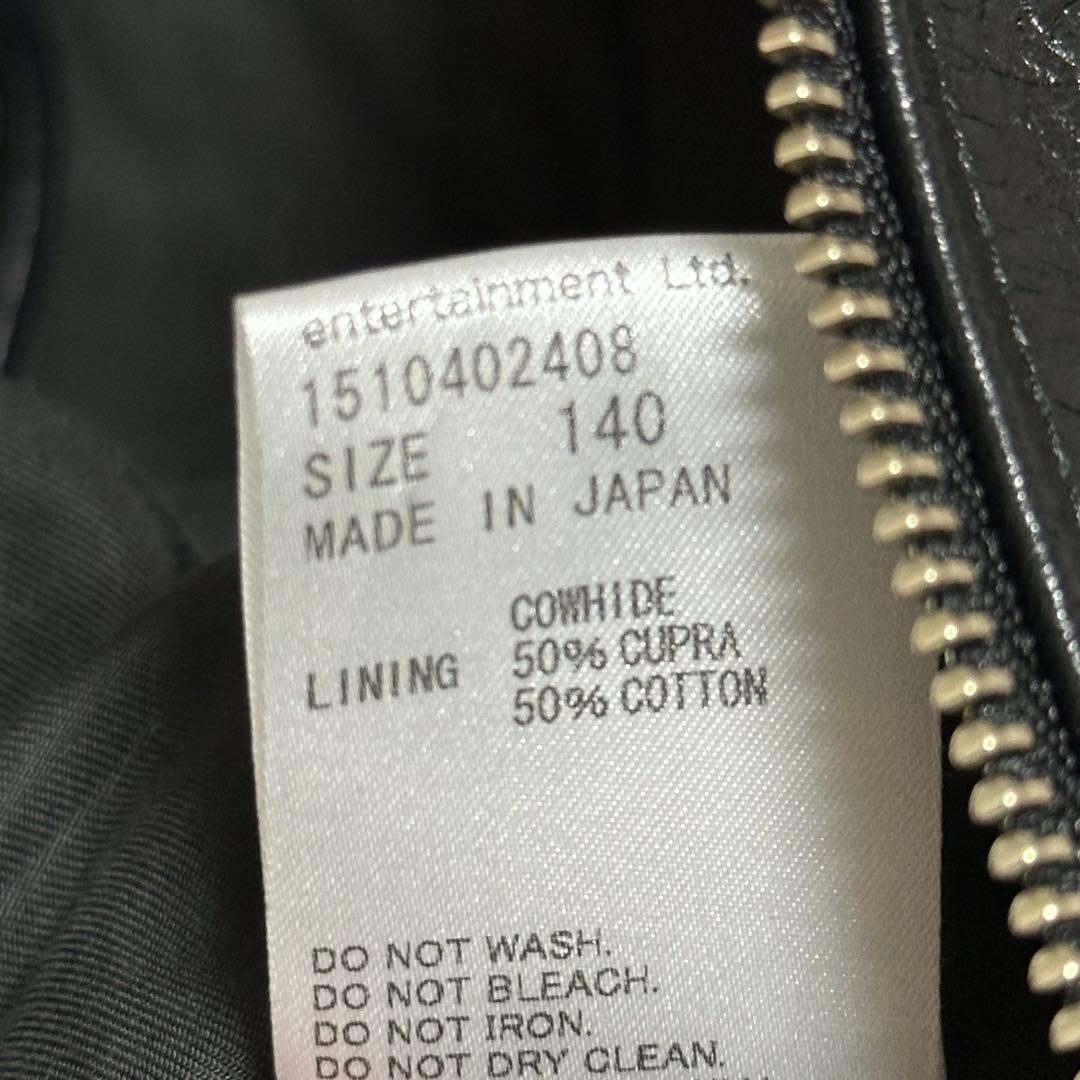 entertainment Ltd.
1510402408
SIZE 140
MADE IN JAPAN
COWHIDE
LINING 50% CUPRA
50% COTTON
DO NOT WASH.
DO NOT BLEACH.
DO NOT IRON.
DO NOT DRY CLEAN.